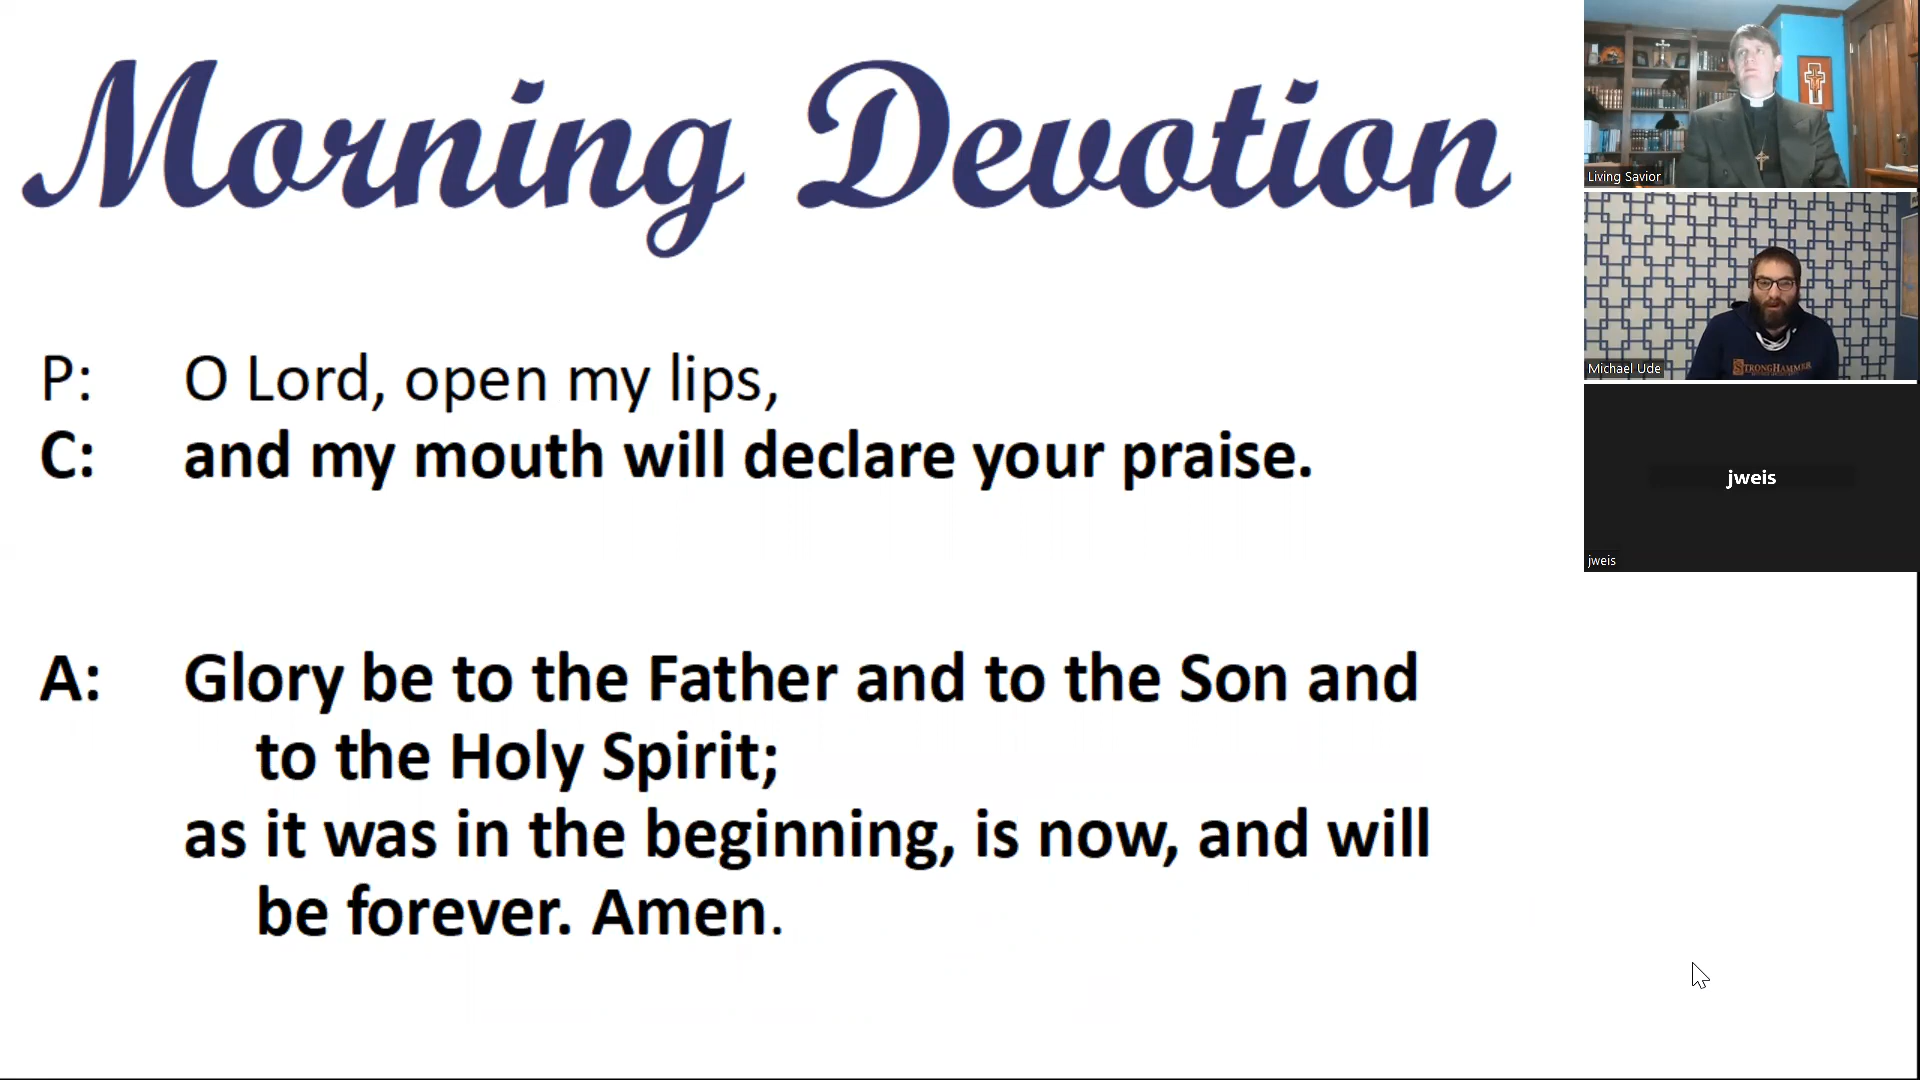 Morning Devotion
P: O Lord, open my lips,
C: and my mouth will declare your praise.
A: Glory be to the Father and to the Son and
to the Holy Spirit;
as it was in the beginning, is now, and will
be forever. Amen.
Living Savior
STRONGHAMMER
Michael Ude
jweis
jweis